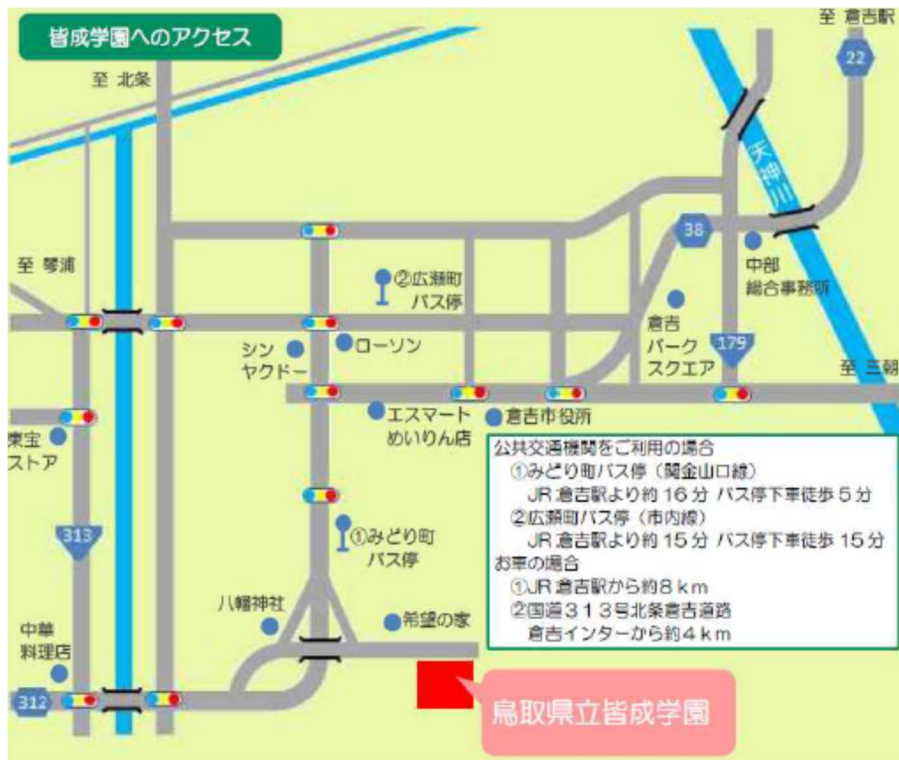 皆成学園へのアクセス
至 倉吉駅
22
至 北条
天神川
38
至 琴浦
②広瀬町
バス停
中部
総合事務所
シン
ヤクドー
ローソン
倉吉
パーク
スクエア
179
至 三朝
エスマート
めいりん店
倉吉市役所
東宝
ストア
公共交通機関をご利用の場合
①みどり町バス停（関金山口線）
JR倉吉駅より約16分 バス停下車徒歩5分
②広瀬町バス停（市内線）
JR倉吉駅より約15分 バス停下車徒歩15分
お車の場合
①JR倉吉駅から約8km
②国道313号北条倉吉道路
倉吉インターから約4km
313
①みどり町
バス停
八幡神社
希望の家
中華
料理店
312
鳥取県立皆成学園